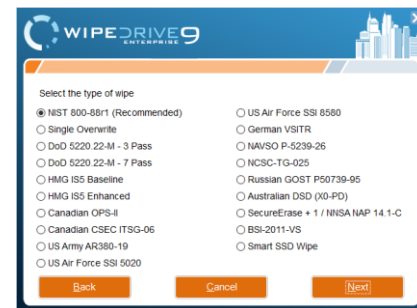 WIPEDRIVE9
ENTERPRISE
Select the type of wipe
NIST 800-88r1 (Recommended)
Single Overwrite
DoD 5220.22-M - 3 Pass
DoD 5220.22-M - 7 Pass
HMG IS5 Baseline
HMG IS5 Enhanced
Canadian OPS-II
Canadian CSEC ITSG-06
US Army AR380-19
US Air Force SSI 5020
US Air Force SSI 8580
German VSITR
NAVSO P-5239-26
NCSC-TG-025
Russian GOST P50739-95
Australian DSD (X0-PD)
SecureErase + 1 / NNSA NAP 14.1-C
BSI-2011-VS
Smart SSD Wipe
Back
Cancel
Next